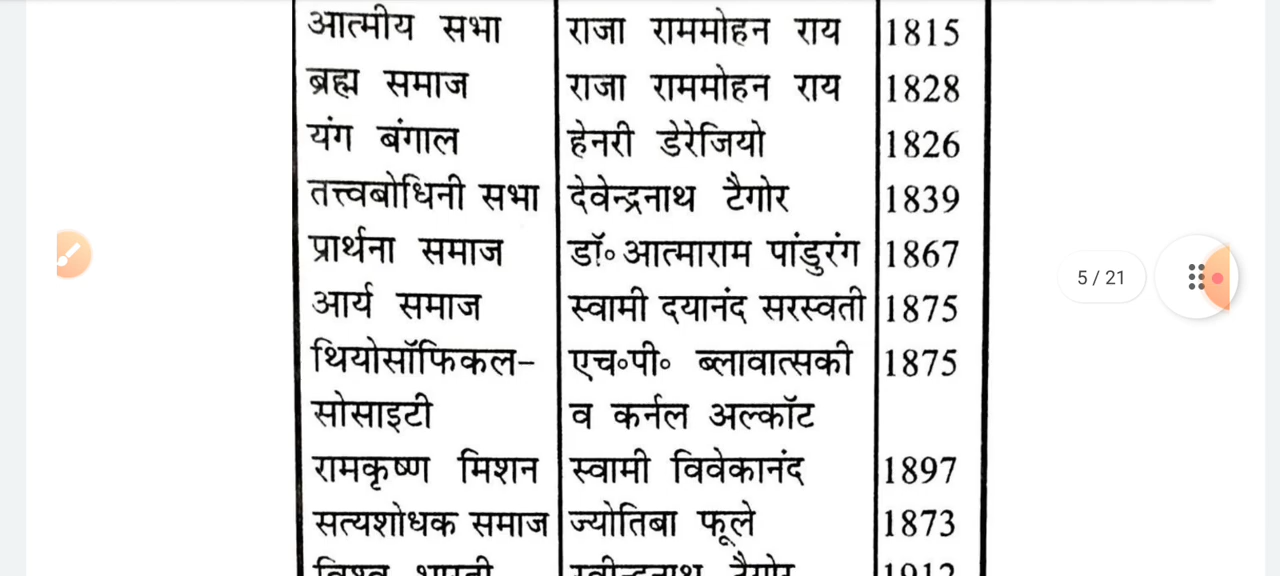 आत्मीय सभा राजा राममोहन राय 1815
ब्रह्म समाज राजा राममोहन राय 1828
यंग बंगाल हेनरी डेरेजियो 1826
तत्त्वबोधिनी सभा देवेन्द्रनाथ टैगोर 1839
प्रार्थना समाज डॉ॰ आत्माराम पांडुरंग 1867
5 / 21
आर्य समाज स्वामी दयानंद सरस्वती 1875
थियोसॉफिकल- एच॰पी॰ ब्लावात्सकी 1875
सोसाइटी व कर्नल अल्कॉट
रामकृष्ण मिशन स्वामी विवेकानंद 1897
सत्यशोधक समाज ज्योतिबा फूले 1873